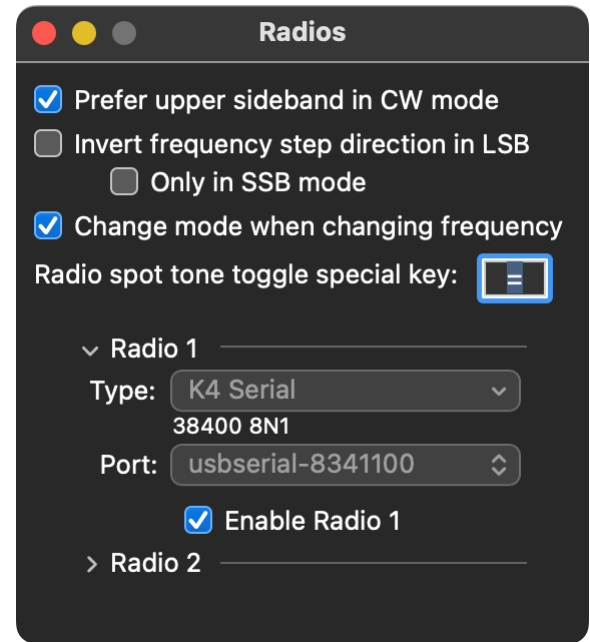 Radios
Prefer upper sideband in CW mode
Invert frequency step direction in LSB
Only in SSB mode
Change mode when changing frequency
Radio spot tone toggle special key: =
Radio 1
Type: K4 Serial
38400 8N1
Port: usbserial-8341100
Enable Radio 1
Radio 2